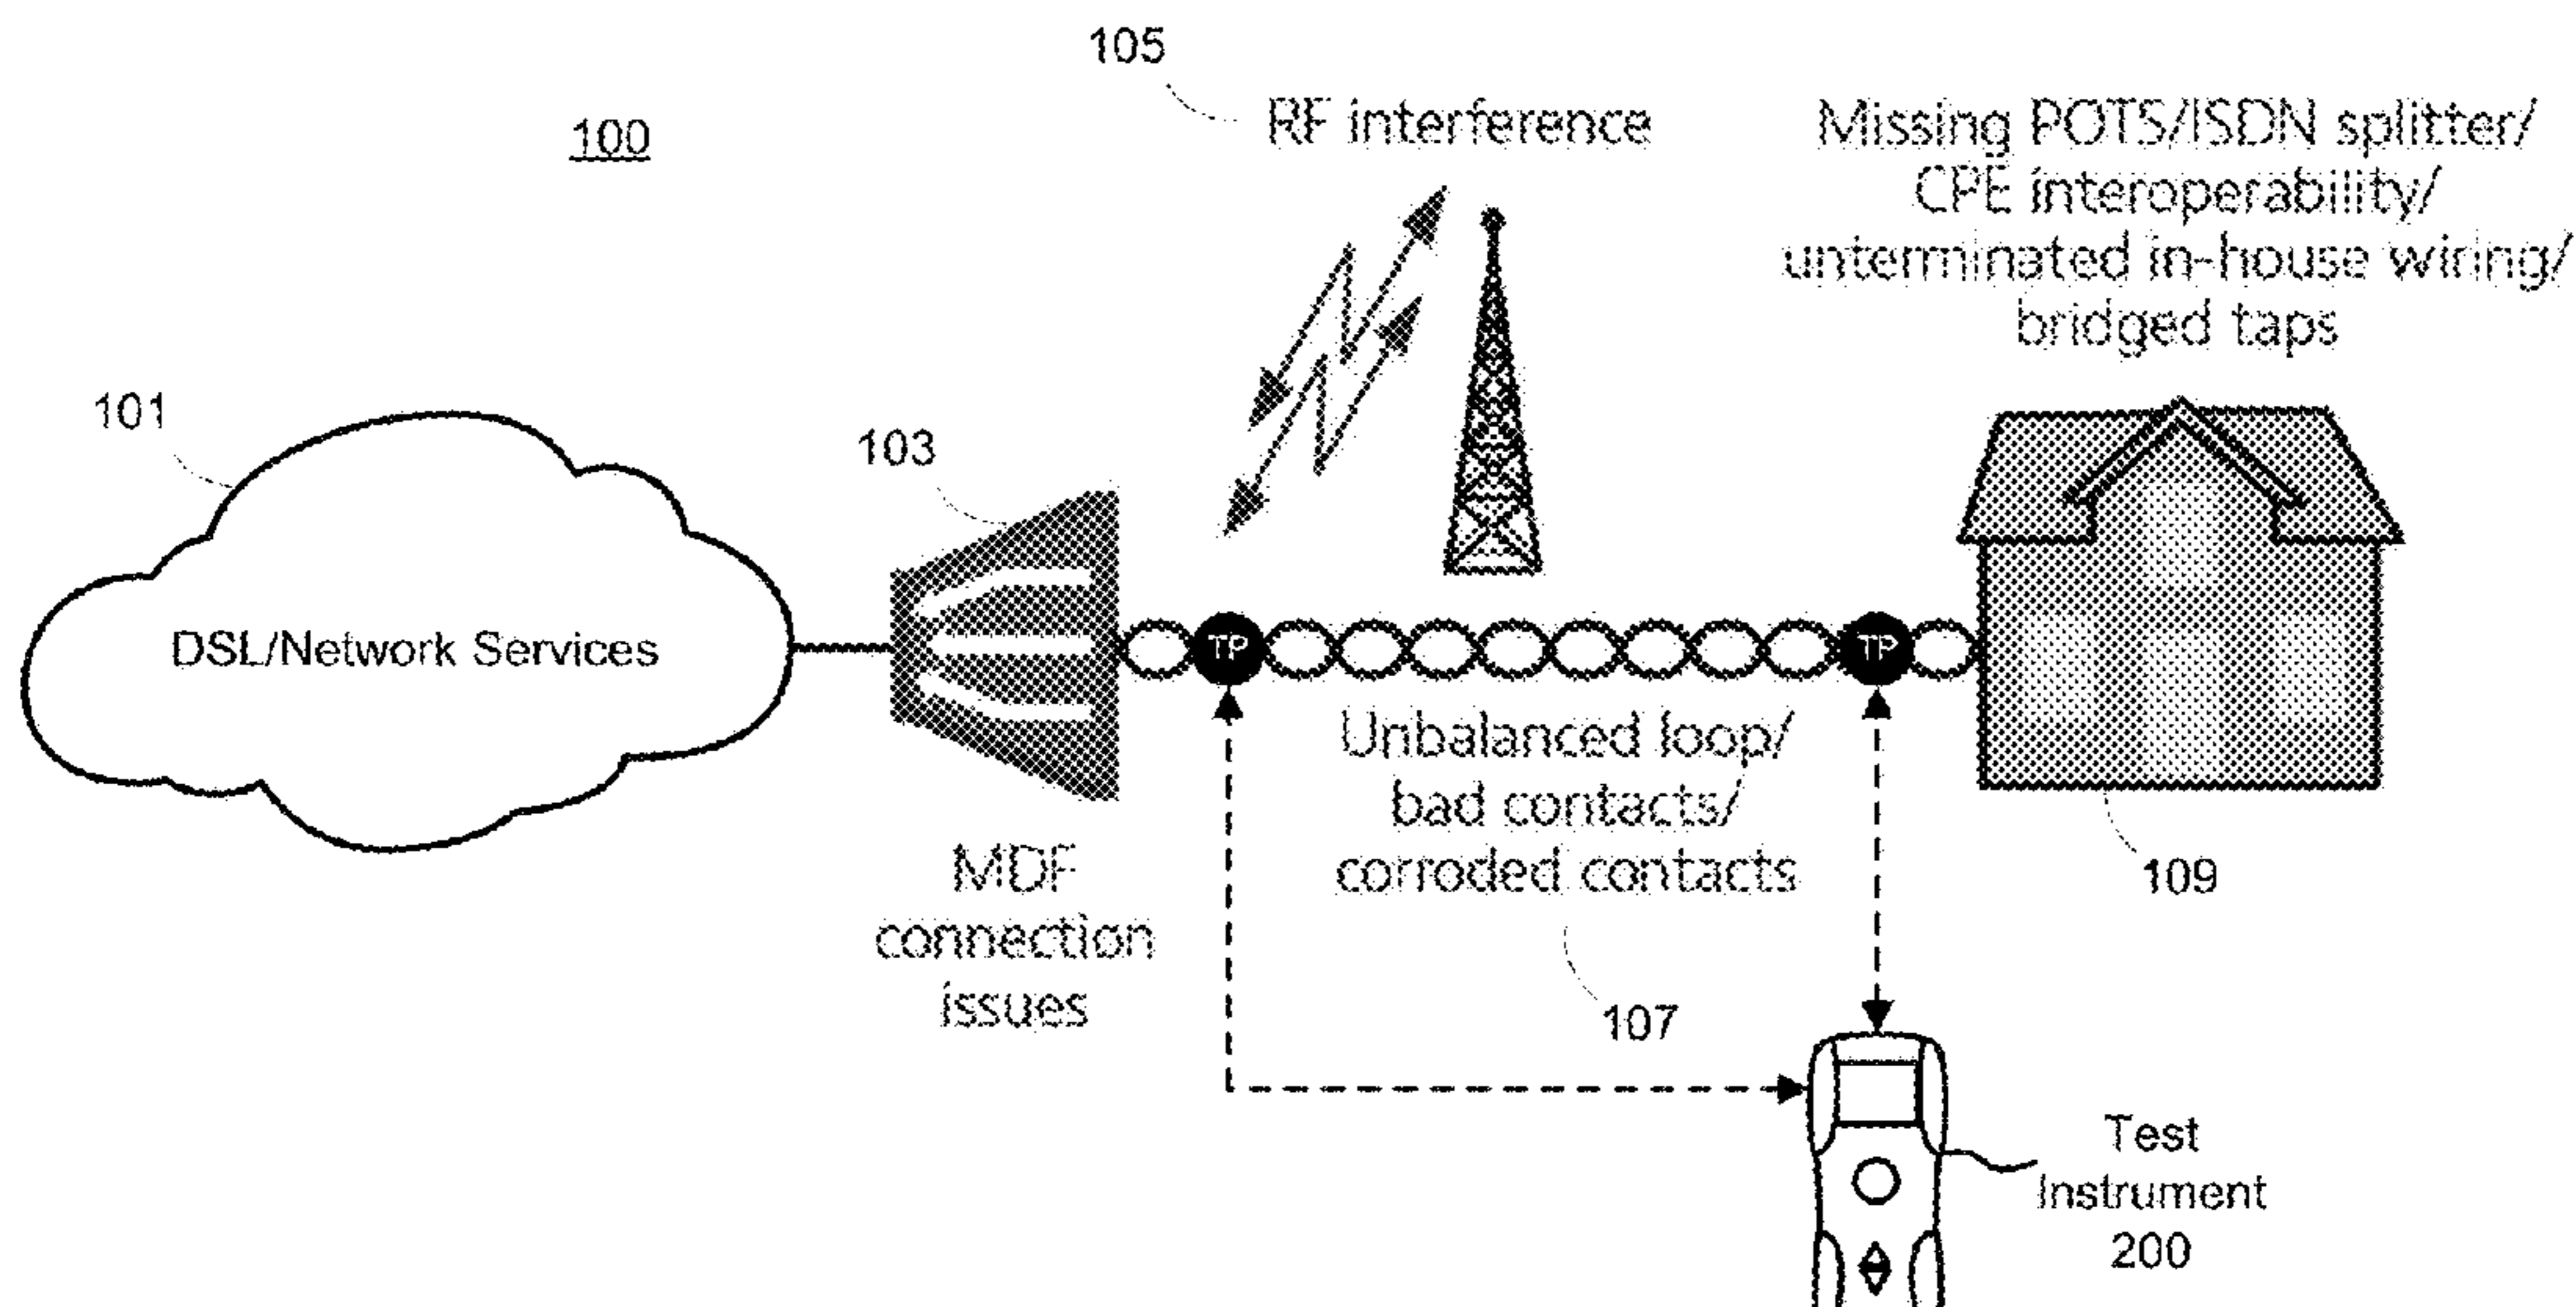 100
105
RF interference
Missing POTS/ISDN splitter/
CPE interoperability/
unterminated in-house wiring/
bridged taps
101
103
DSL/Network Services
TP
TP
MDF
connection
issues
Unbalanced loop/
bad contacts/
corroded contacts
107
109
Test
Instrument
200